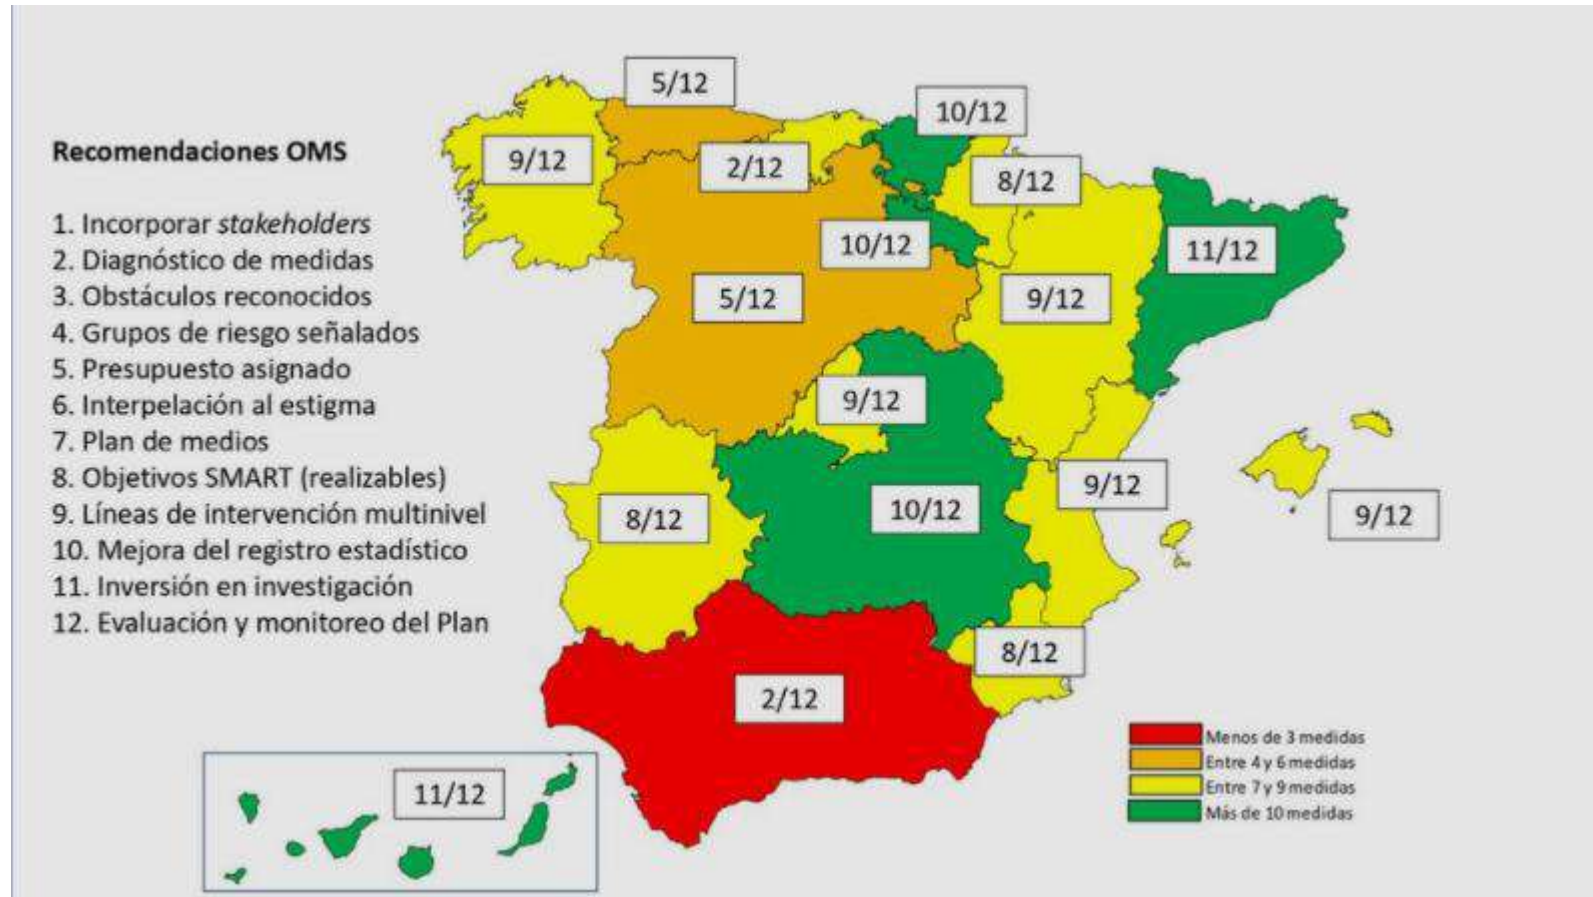 Recomendaciones OMS
1. Incorporar stakeholders
2. Diagnóstico de medidas
3. Obstáculos reconocidos
4. Grupos de riesgo señalados
5. Presupuesto asignado
6. Interpelación al estigma
7. Plan de medios
8. Objetivos SMART (realizables)
9. Líneas de intervención multinivel
10. Mejora del registro estadístico
11. Inversión en investigación
12. Evaluación y monitoreo del Plan
5/12
10/12
9/12
2/12
8/12
10/12
11/12
5/12
9/12
9/12
9/12
8/12
10/12
9/12
8/12
2/12
11/12
Menos de 3 medidas
Entre 4 y 6 medidas
Entre 7 y 9 medidas
Más de 10 medidas